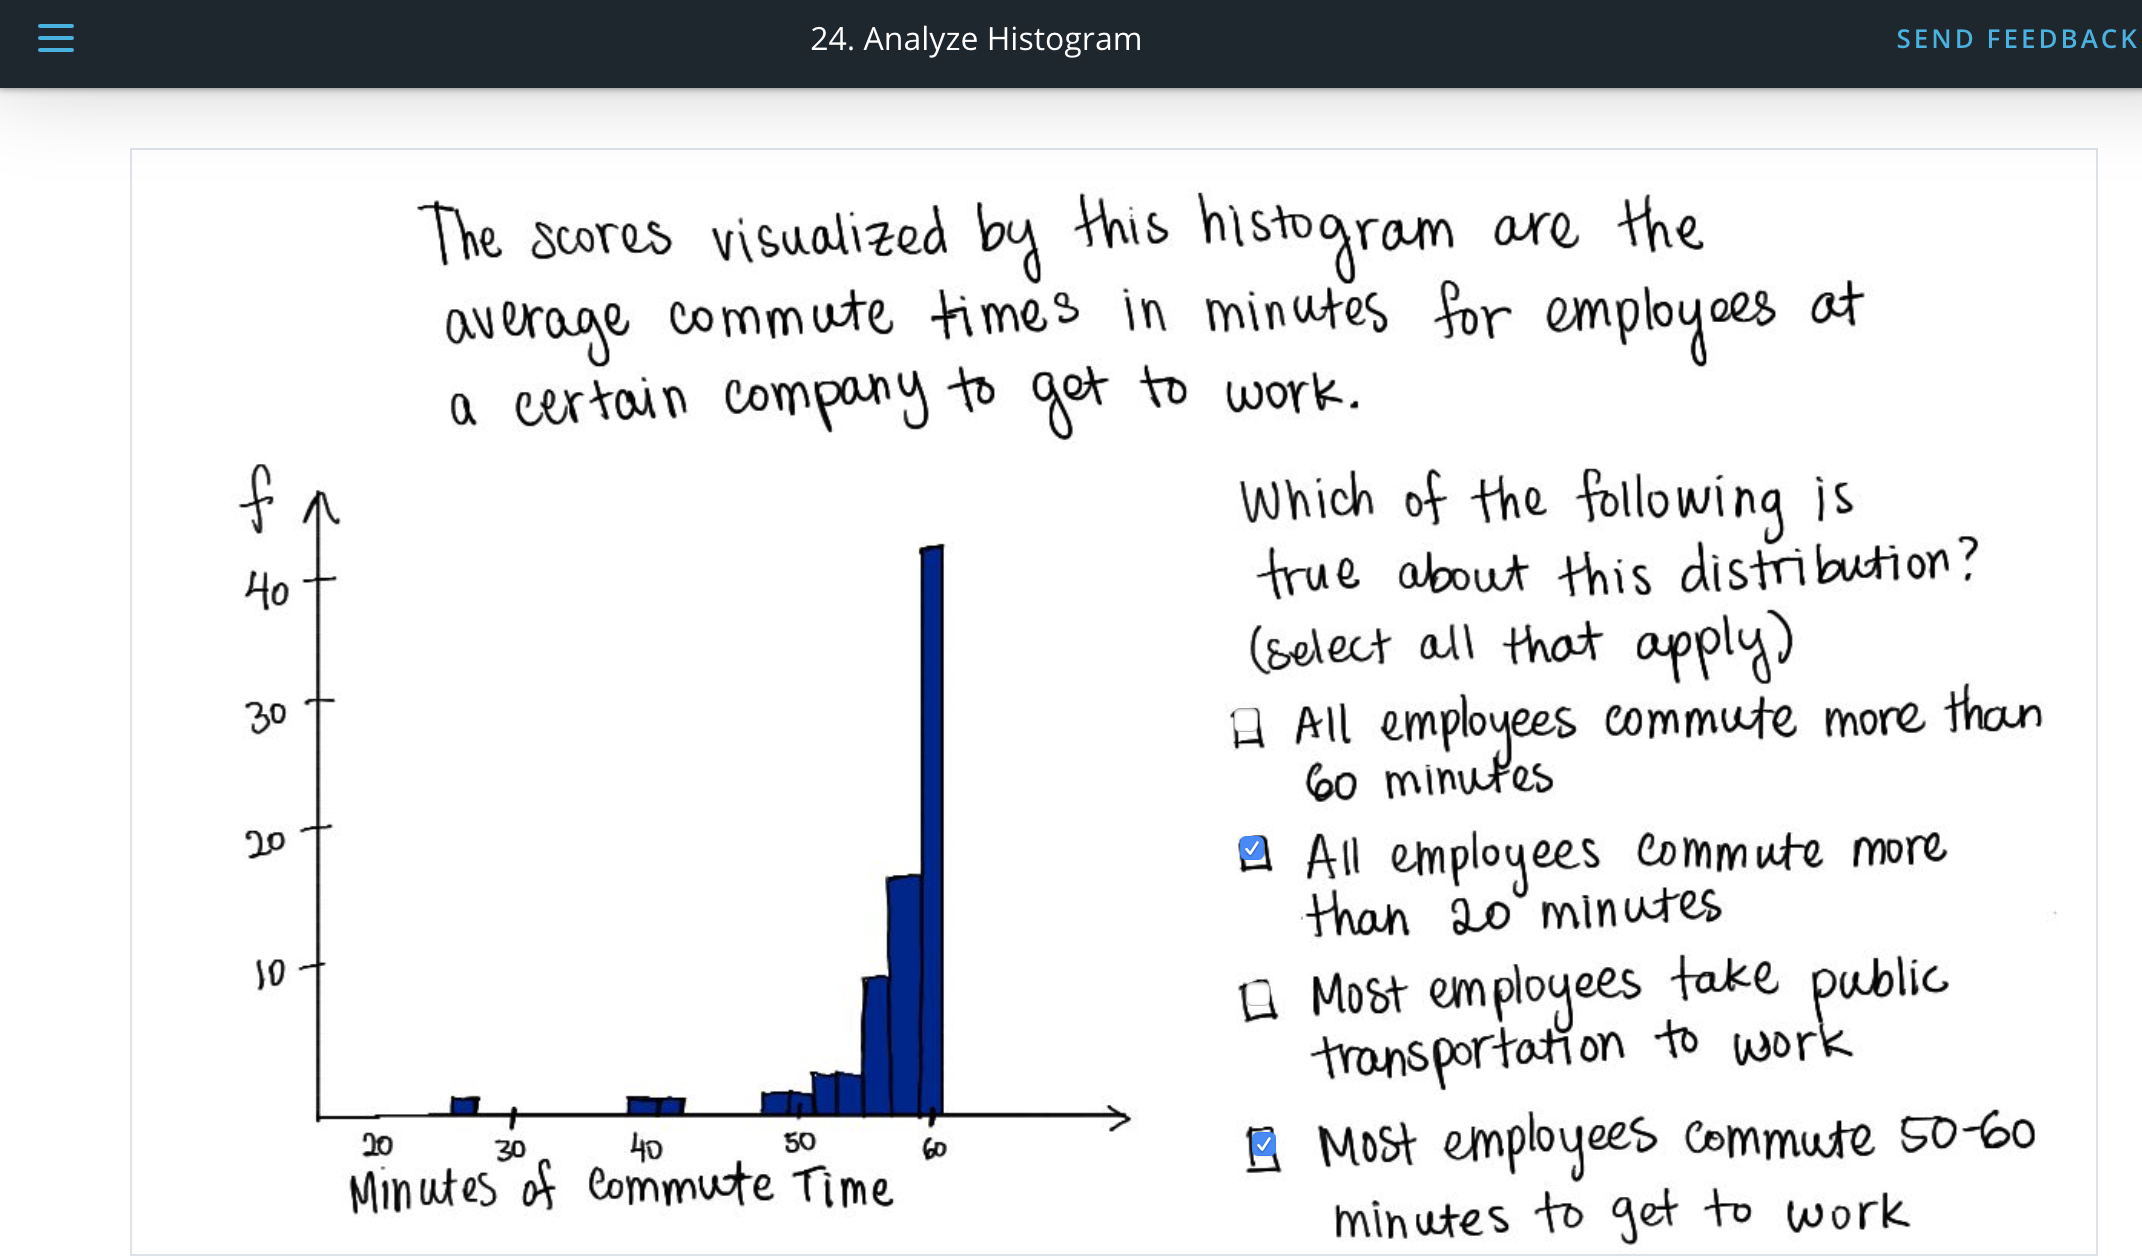 24. Analyze Histogram
SEND FEEDBACK
The scores visualized by this histogram are the
average commute times in minutes for employees at
a certain company to get to work.
f
40
30
20
10
20 30 40 50 60
Minutes of Commute Time
Which of the following is
true about this distribution?
(select all that apply)
All employees commute more than
60 minutes
All employees commute more
than 20 minutes
Most employees take public
transportation to work
Most employees commute 50-60
minutes to get to work